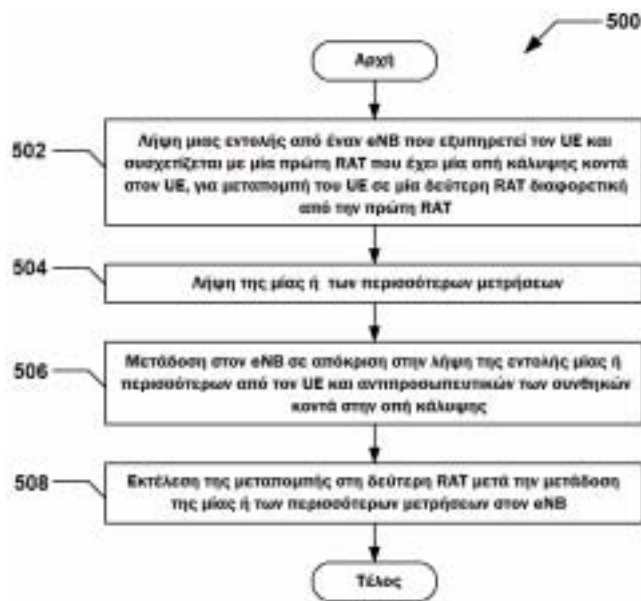 500
Αρχή
502
Λήψη μιας εντολής από έναν eNB που εξυπηρετεί τον UE και
συσχετίζεται με μία πρώτη RAT που έχει μία οπή κάλυψης κοντά
στον UE, για μεταπομπή του UE σε μία δεύτερη RAT διαφορετική
από την πρώτη RAT
504
Λήψη της μίας ή των περισσότερων μετρήσεων
506
Μετάδοση στον eNB σε απόκριση στην λήψη της εντολής μίας ή
περισσότερων από τον UE και αντιπροσωπευτικών των συνθηκών
κοντά στην οπή κάλυψης
508
Εκτέλεση της μεταπομπής στη δεύτερη RAT μετά την μετάδοση
της μίας ή των περισσότερων μετρήσεων στον eNB
Τέλος